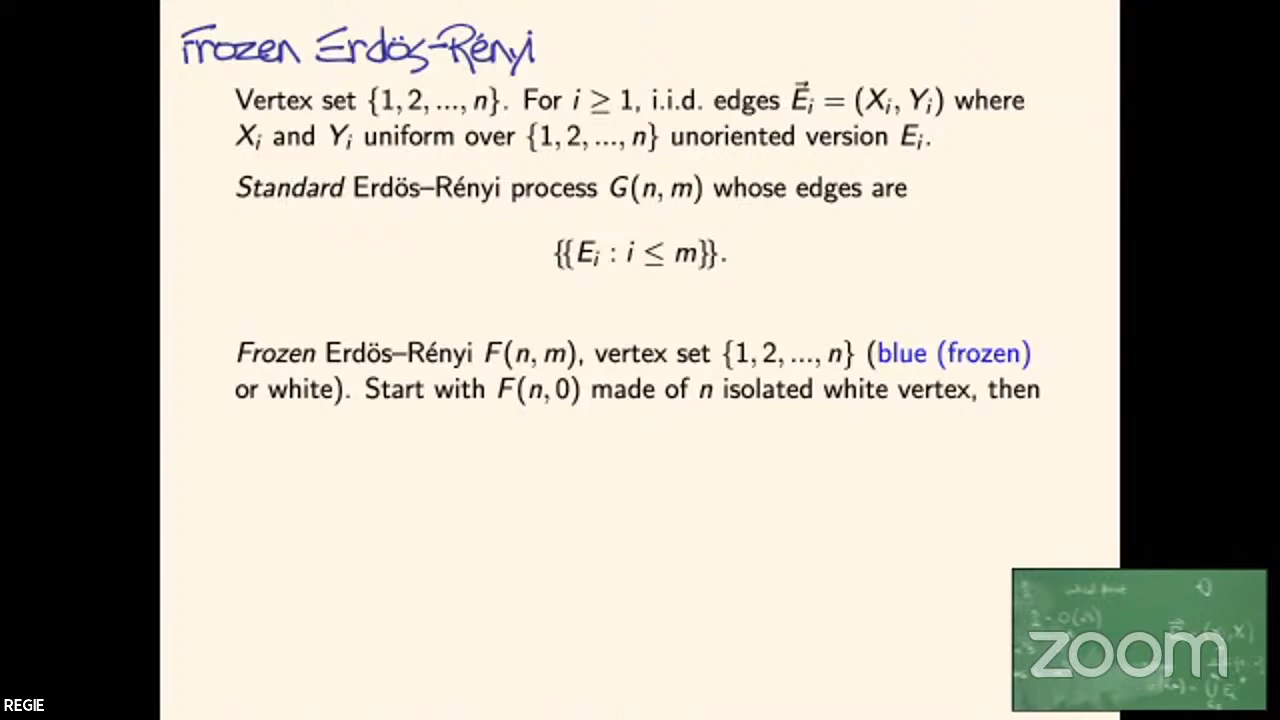 Frozen Erdös-Rényi
Vertex set {1, 2, ..., n}. For i ≥ 1, i.i.d. edges E⃗ᵢ = (Xᵢ, Yᵢ) where
Xᵢ and Yᵢ uniform over {1, 2, ..., n} unoriented version Eᵢ.
Standard Erdös–Rényi process G(n, m) whose edges are
{{Eᵢ : i ≤ m}}.
Frozen Erdös–Rényi F(n, m), vertex set {1, 2, ..., n} (blue (frozen)
or white). Start with F(n, 0) made of n isolated white vertex, then
zoom
REGIE